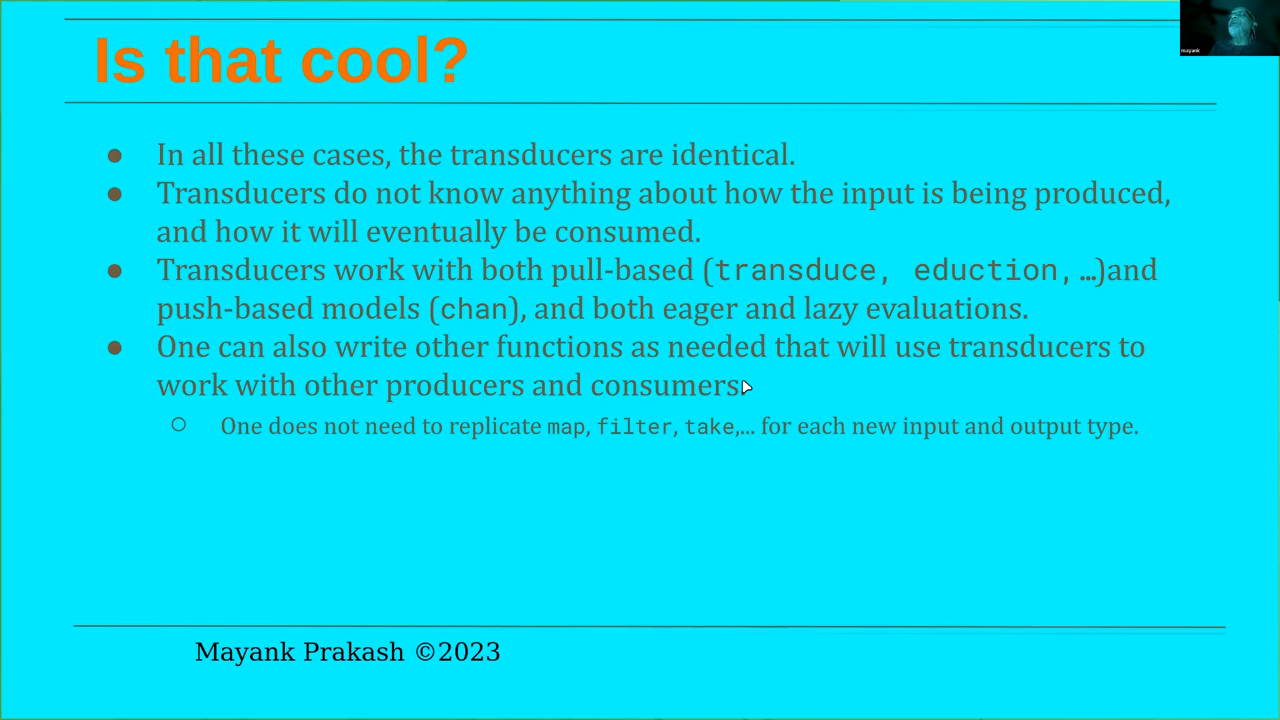 Is that cool?
mayank
● In all these cases, the transducers are identical.
● Transducers do not know anything about how the input is being produced,
and how it will eventually be consumed.
● Transducers work with both pull-based (transduce, eduction,…)and
push-based models (chan), and both eager and lazy evaluations.
● One can also write other functions as needed that will use transducers to
work with other producers and consumers.
○ One does not need to replicate map, filter, take,... for each new input and output type.
Mayank Prakash ©2023